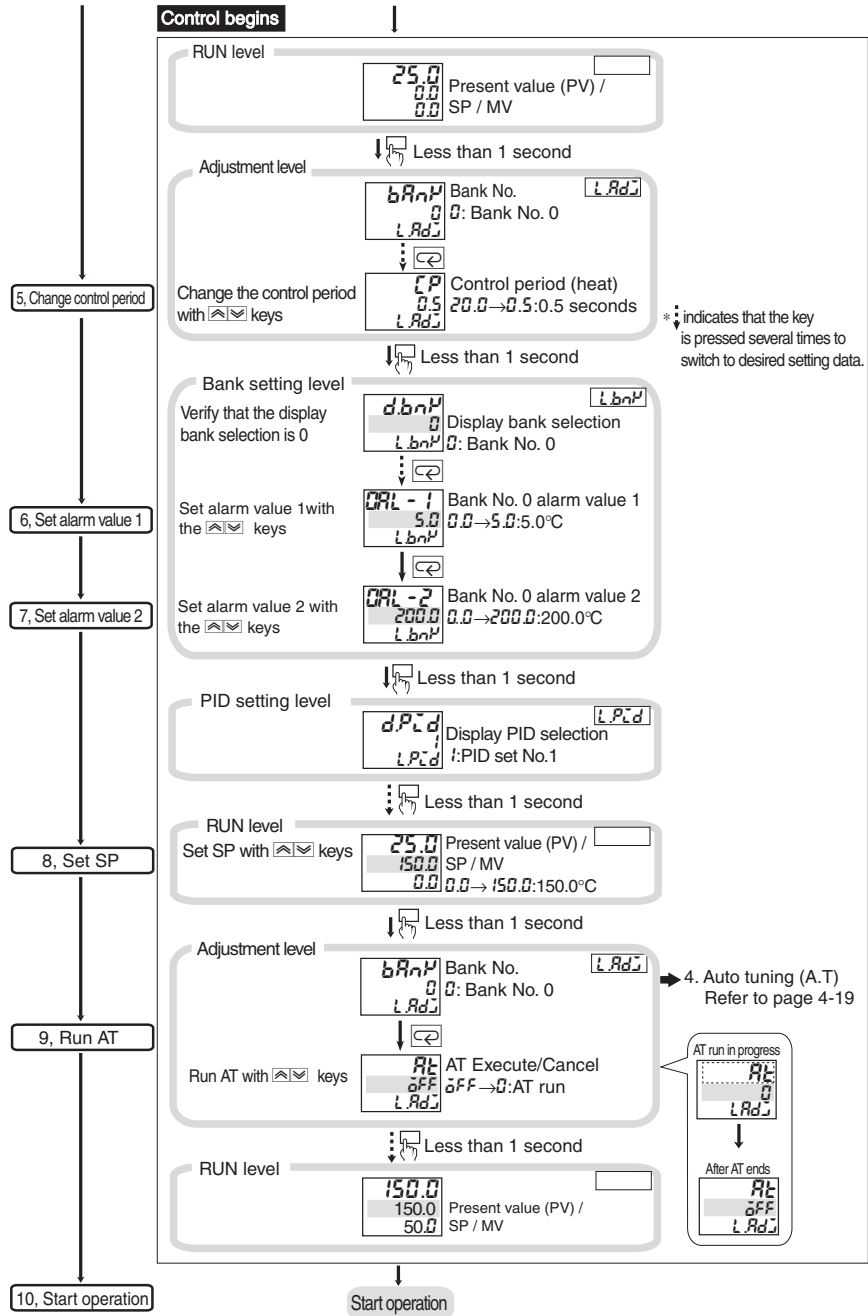 Control begins
RUN level
25.0
0.0
0.0
Present value (PV) /
SP / MV
Less than 1 second
Adjustment level
L.AdJ
bAnK
0
L.AdJ
Bank No.
0: Bank No. 0
5, Change control period
Change the control period
with keys
CP
0.5
L.AdJ
Control period (heat)
20.0→0.5:0.5 seconds
* indicates that the key
is pressed several times to
switch to desired setting data.
Less than 1 second
Bank setting level
L.bnK
Verify that the display
bank selection is 0
d.bnK
0
L.bnK
Display bank selection
0: Bank No. 0
6, Set alarm value 1
Set alarm value 1with
the keys
0AL-1
5.0
L.bnK
Bank No. 0 alarm value 1
0.0→5.0:5.0°C
7, Set alarm value 2
Set alarm value 2 with
the keys
0AL-2
200.0
L.bnK
Bank No. 0 alarm value 2
0.0→200.0:200.0°C
Less than 1 second
PID setting level
L.PiD
d.PiD
1
L.PiD
Display PID selection
1:PID set No.1
Less than 1 second
RUN level
8, Set SP
Set SP with keys
25.0
150.0
0.0
Present value (PV) /
SP / MV
0.0→150.0:150.0°C
Less than 1 second
Adjustment level
L.AdJ
bAnK
0
L.AdJ
Bank No.
0: Bank No. 0
4. Auto tuning (A.T)
Refer to page 4-19
9, Run AT
Run AT with keys
At
oFF
L.AdJ
AT Execute/Cancel
oFF→0:AT run
AT run in progress
At
0
L.AdJ
After AT ends
At
oFF
L.AdJ
Less than 1 second
RUN level
150.0
150.0
50.0
Present value (PV) /
SP / MV
10, Start operation
Start operation